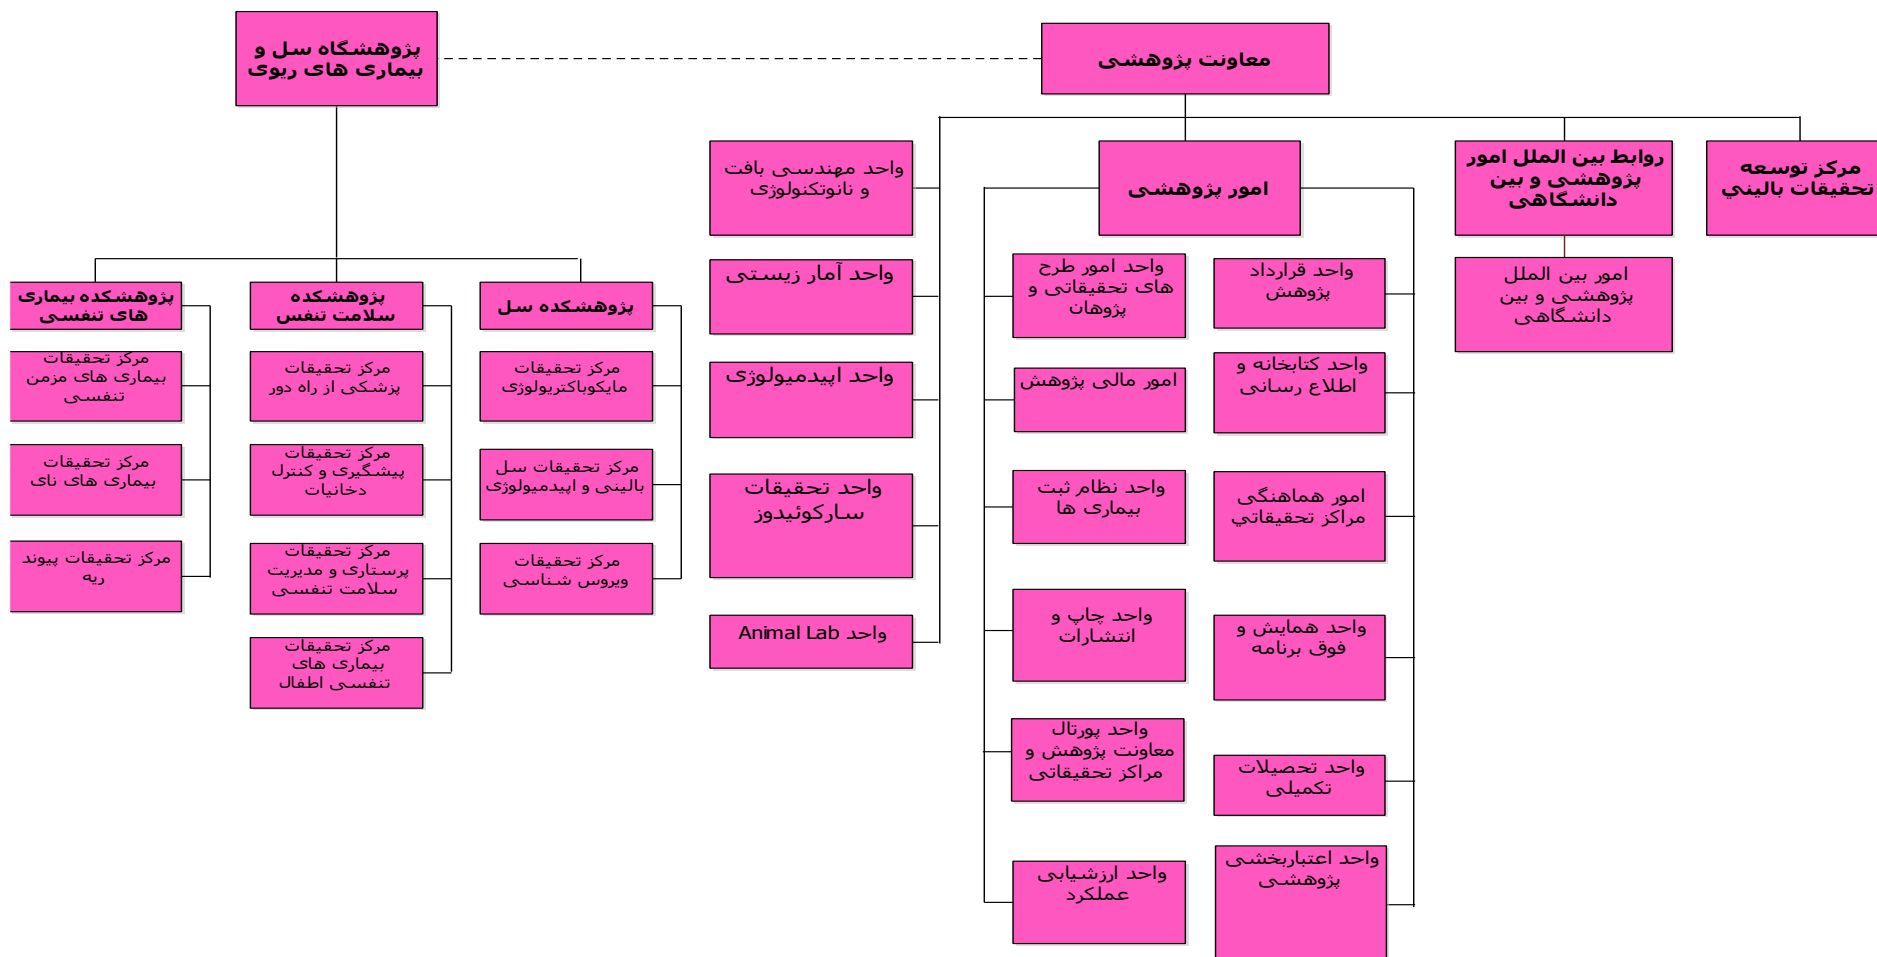 معاونت پژوهشی
پژوهشگاه سل و
بیماری های ریوی
مرکز توسعه
تحقیقات باليني
روابط بین الملل امور
پژوهشی و بین
دانشگاهی
امور بین الملل
پژوهشی و بین
دانشگاهی
امور پژوهشی
واحد قرارداد
پژوهش
واحد کتابخانه و
اطلاع رسانی
امور هماهنگی
مراکز تحقیقاتي
واحد همایش و
فوق برنامه
واحد تحصیلات
تکمیلی
واحد اعتباربخشی
پژوهشی
واحد امور طرح
های تحقیقاتی و
پژوهان
امور مالی پژوهش
واحد نظام ثبت
بیماری ها
واحد چاپ و
انتشارات
واحد پورتال
معاونت پژوهش و
مراکز تحقیقاتی
واحد ارزشیابی
عملکرد
واحد مهندسی بافت
و نانوتکنولوژی
واحد آمار زیستی
واحد اپیدمیولوژی
واحد تحقیقات
سارکوئیدوز
واحد Animal Lab
پژوهشکده سل
مرکز تحقیقات
مایکوباکتریولوژی
مرکز تحقیقات سل
بالینی و اپیدمیولوژی
مرکز تحقیقات
ویروس شناسی
پژوهشکده
سلامت تنفس
مرکز تحقیقات
پزشکی از راه دور
مرکز تحقیقات
پیشگیری و کنترل
دخانیات
مرکز تحقیقات
پرستاری و مدیریت
سلامت تنفسی
مرکز تحقیقات
بیماری های
تنفسی اطفال
پژوهشکده بیماری
های تنفسی
مرکز تحقیقات
بیماری های مزمن
تنفسی
مرکز تحقیقات
بیماری های نای
مرکز تحقیقات پیوند
ریه